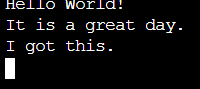 Hello World!
It is a great day.
I got this.